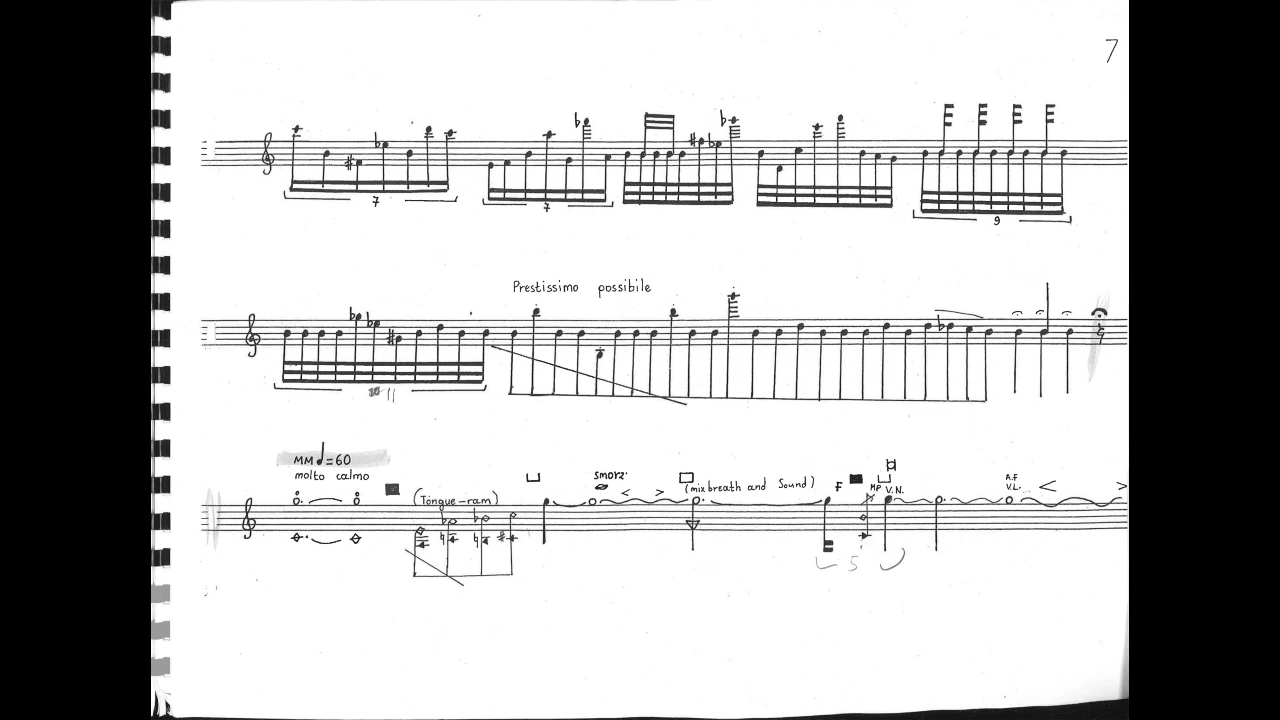 7
7 7 9
Prestissimo possibile
11
MM ♩=60
molto calmo
(Tongue-ram) smorz. (mix breath and Sound) F MP V.N. A.F
V.L.
5